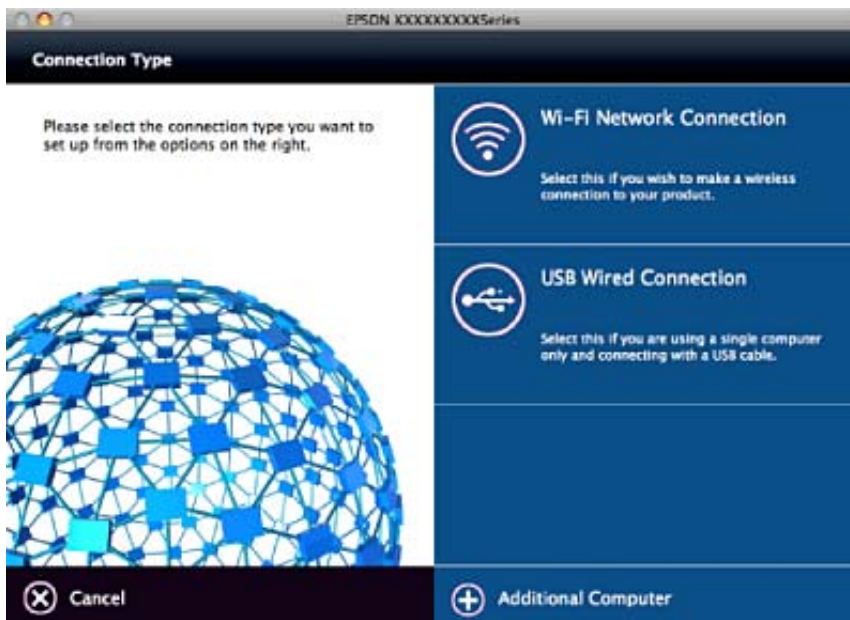 EPSON XXXXXXXXXSeries
Connection Type
Please select the connection type you want to
set up from the options on the right.
Wi-Fi Network Connection
Select this if you wish to make a wireless
connection to your product.
USB Wired Connection
Select this if you are using a single computer
only and connecting with a USB cable.
Cancel
Additional Computer